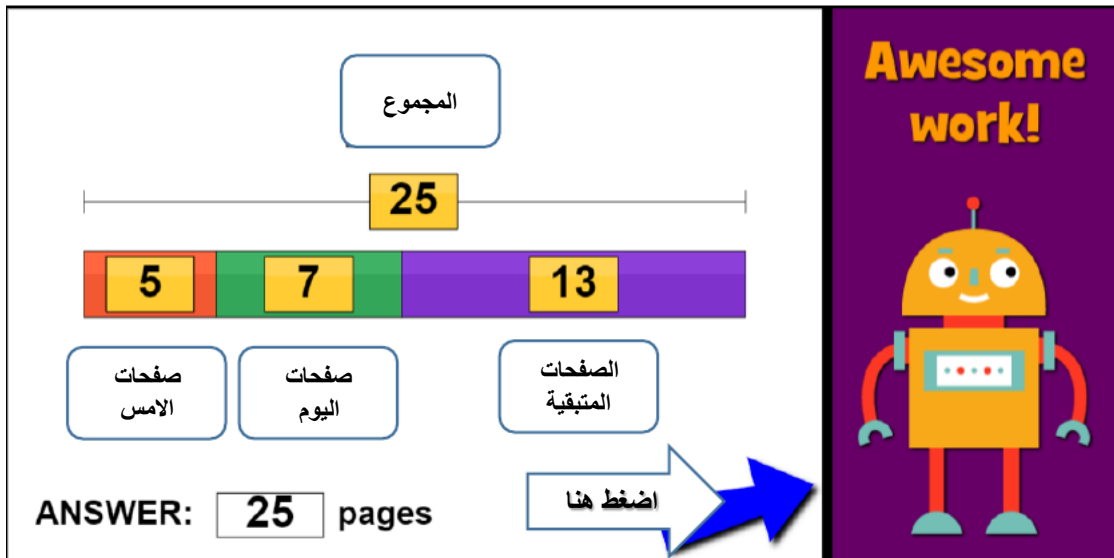 المجموع
25
5 7 13
صفحات
الامس
صفحات
اليوم
الصفحات
المتبقية
اضغط هنا
ANSWER: 25 pages
Awesome
work!